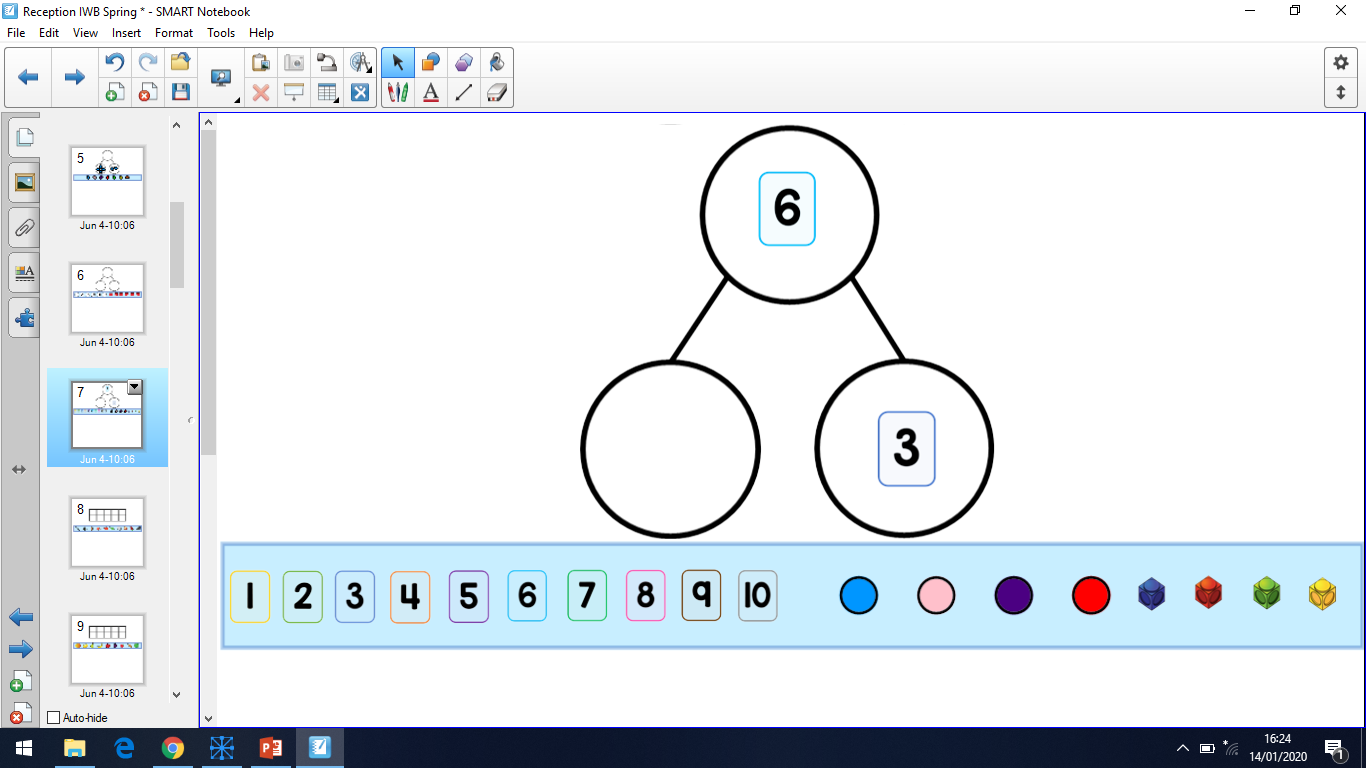 Reception IWB Spring * - SMART Notebook
File Edit View Insert Format Tools Help
5
Jun 4-10:06
6
Jun 4-10:06
7
Jun 4-10:06
8
Jun 4-10:06
9
Jun 4-10:06
Auto-hide
6
3
1 2 3 4 5 6 7 8 9 10
16:24
14/01/2020
1